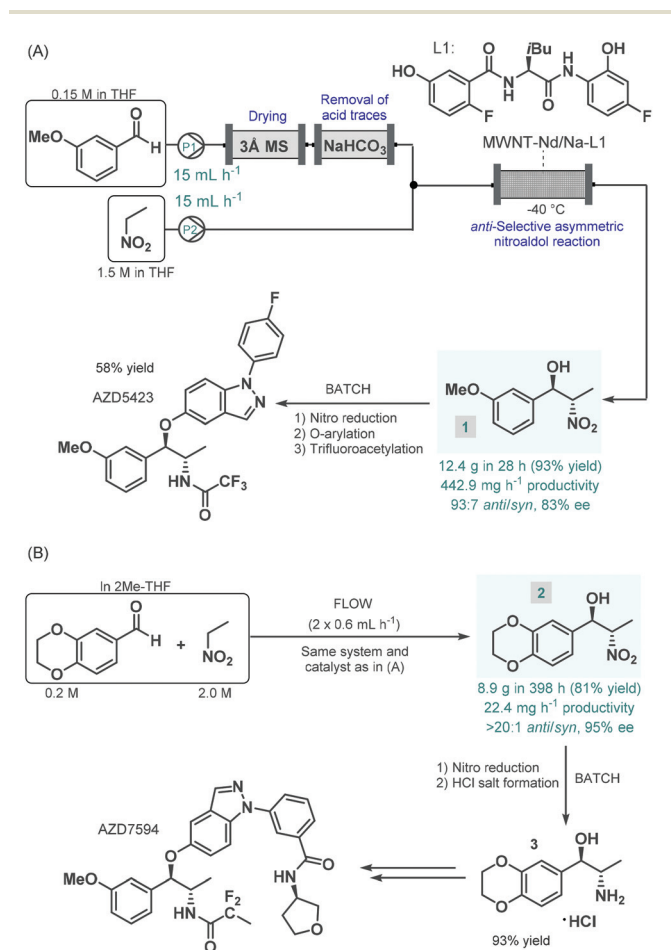 (A)
L1:
iBu
O
OH
HO
N
H
H
N
O
F
F
0.15 M in THF
O
MeO
H
P1
15 mL h-1
Drying
3Å MS
Removal of
acid traces
NaHCO3
MWNT-Nd/Na-L1
-40 °C
anti-Selective asymmetric
nitroaldol reaction
15 mL h-1
NO2
P2
1.5 M in THF
F
58% yield
AZD5423
N
N
O
MeO
HN
CF3
O
BATCH
1) Nitro reduction
2) O-arylation
3) Trifluoroacetylation
OH
MeO
NO2
1
12.4 g in 28 h (93% yield)
442.9 mg h-1 productivity
93:7 anti/syn, 83% ee
(B)
In 2Me-THF
O
O
H
O
+
NO2
0.2 M
2.0 M
FLOW
(2 x 0.6 mL h-1)
Same system and
catalyst as in (A)
2
OH
O
O
NO2
8.9 g in 398 h (81% yield)
22.4 mg h-1 productivity
>20:1 anti/syn, 95% ee
1) Nitro reduction
2) HCl salt formation
BATCH
AZD7594
N
N
O
MeO
O
HN
O
F2
HN
O
3
OH
O
O
NH2
·HCl
93% yield